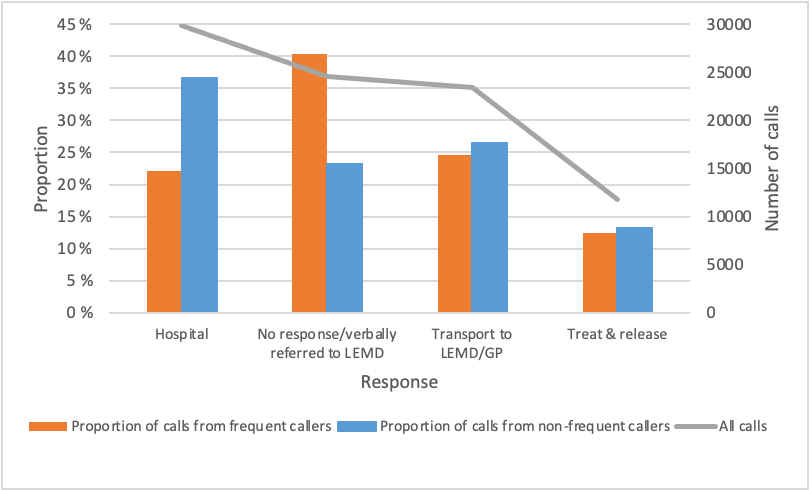 45 %
40 %
35 %
30 %
25 %
20 %
15 %
10 %
5 %
0 %
Proportion
30000
25000
20000
15000
10000
5000
0
Number of calls
Hospital
No response/verbally
referred to LEMD
Transport to
LEMD/GP
Treat & release
Response
Proportion of calls from frequent callers
Proportion of calls from non-frequent callers
All calls